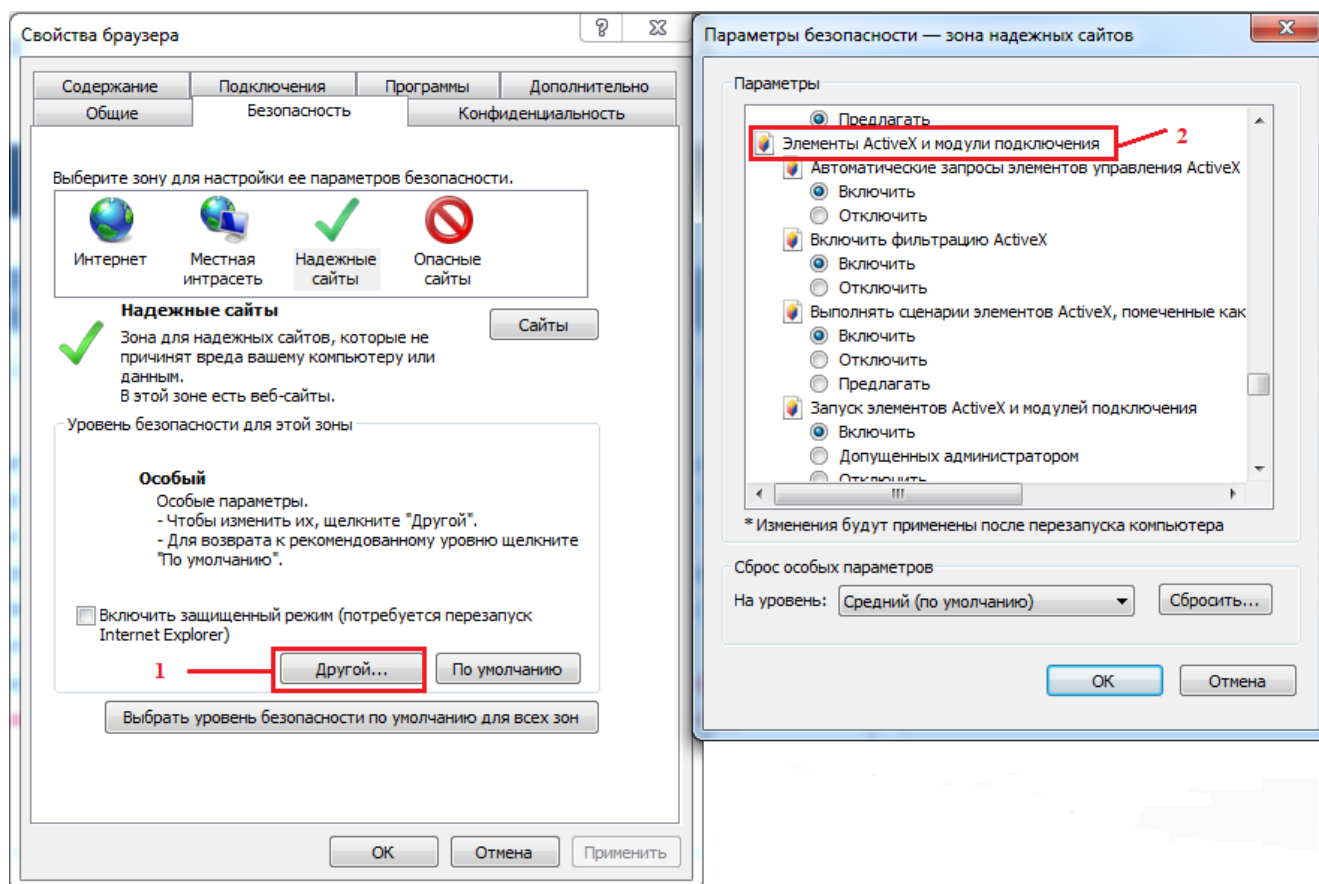 Свойства браузера
Содержание
Подключения
Программы
Дополнительно
Общие
Безопасность
Конфиденциальность
Выберите зону для настройки ее параметров безопасности.
Интернет
Местная
интрасеть
Надежные
сайты
Опасные
сайты
Надежные сайты
Сайты
Зона для надежных сайтов, которые не
причинят вреда вашему компьютеру или
данным.
В этой зоне есть веб-сайты.
Уровень безопасности для этой зоны
Особый
Особые параметры.
- Чтобы изменить их, щелкните "Другой".
- Для возврата к рекомендованному уровню щелкните
"По умолчанию".
Включить защищенный режим (потребуется перезапуск
Internet Explorer)
1
Другой...
По умолчанию
Выбрать уровень безопасности по умолчанию для всех зон
ОК
Отмена
Применить
Параметры безопасности — зона надежных сайтов
Параметры
Предлагать
Элементы ActiveX и модули подключения
2
Автоматические запросы элементов управления ActiveX
Включить
Отключить
Включить фильтрацию ActiveX
Включить
Отключить
Выполнять сценарии элементов ActiveX, помеченные как
Включить
Отключить
Предлагать
Запуск элементов ActiveX и модулей подключения
Включить
Допущенных администратором
Отключить
* Изменения будут применены после перезапуска компьютера
Сброс особых параметров
На уровень:
Средний (по умолчанию)
Сбросить...
ОК
Отмена